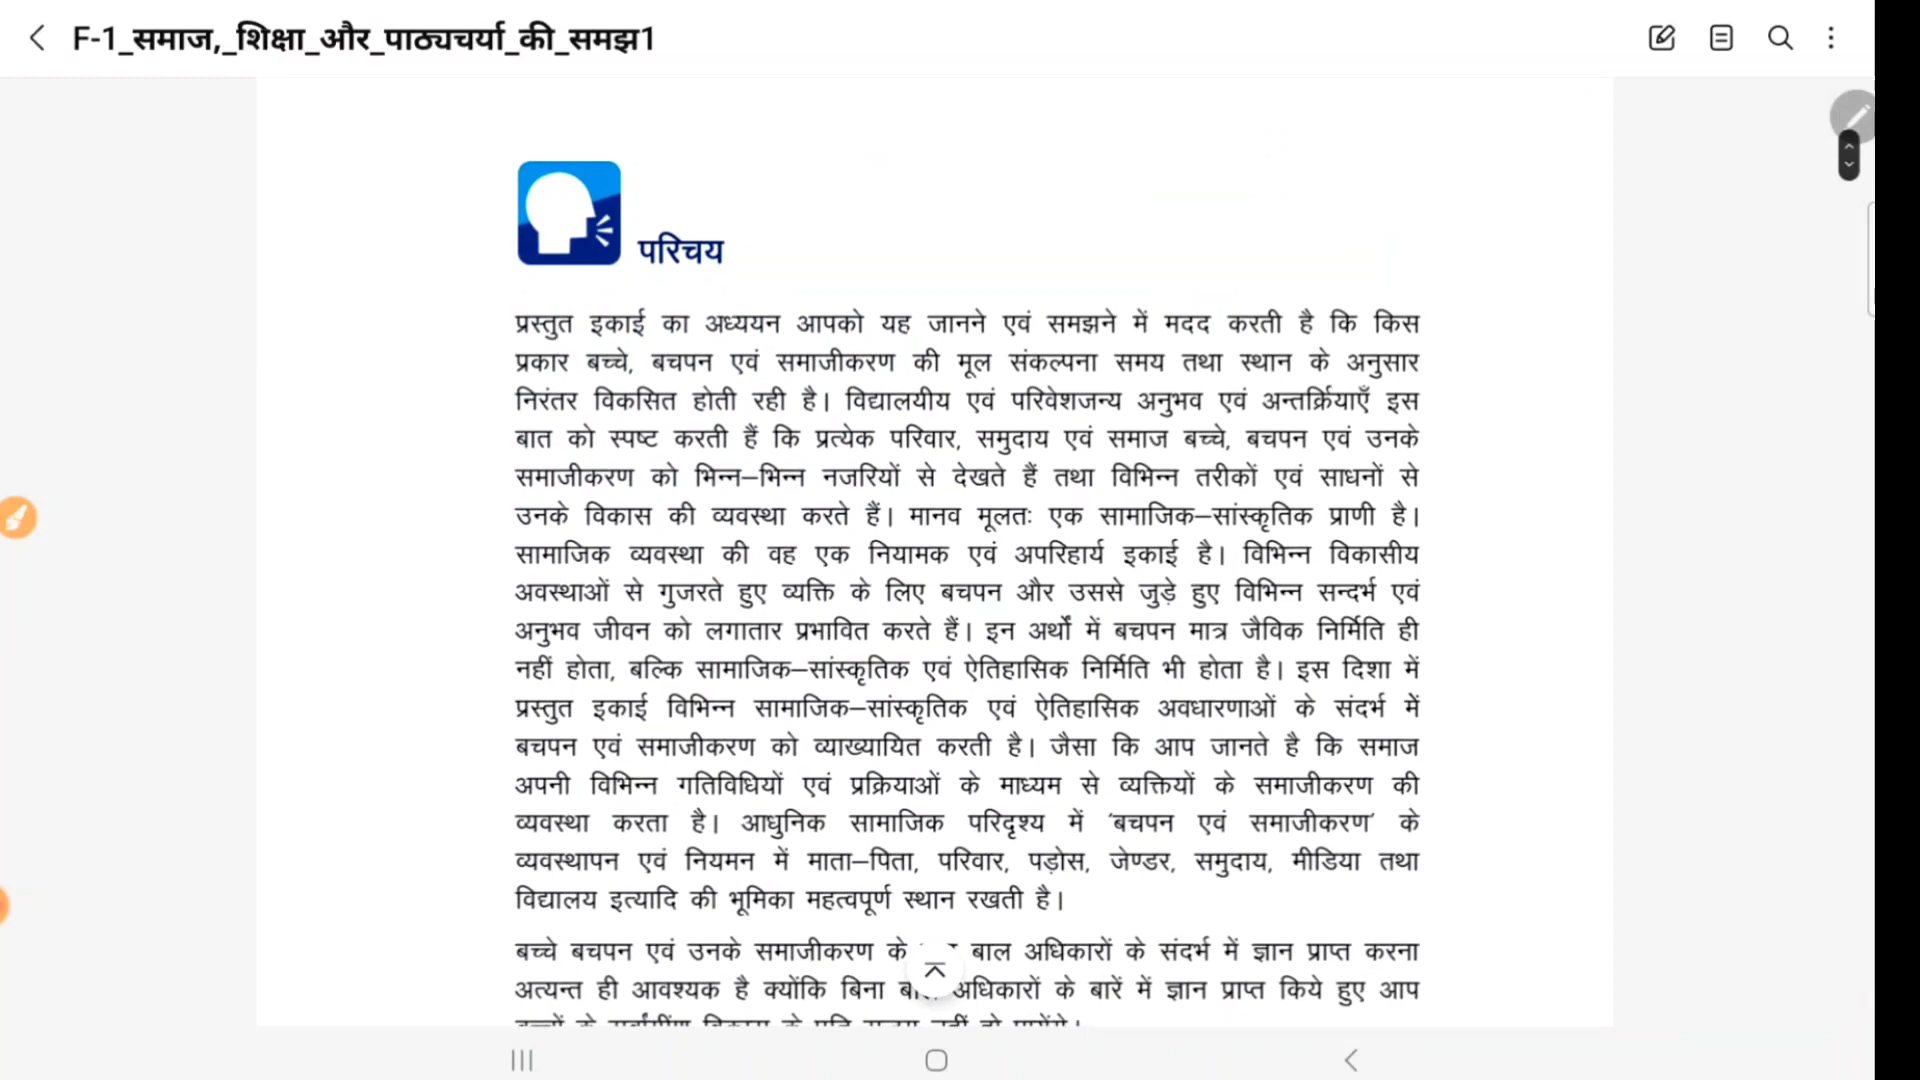 F-1_समाज,_शिक्षा_और_पाठ्यचर्या_की_समझ1
परिचय
प्रस्तुत इकाई का अध्ययन आपको यह जानने एवं समझने में मदद करती है कि किस
प्रकार बच्चे, बचपन एवं समाजीकरण की मूल संकल्पना समय तथा स्थान के अनुसार
निरंतर विकसित होती रही है। विद्यालयीय एवं परिवेशजन्य अनुभव एवं अन्तर्क्रियाएँ इस
बात को स्पष्ट करती हैं कि प्रत्येक परिवार, समुदाय एवं समाज बच्चे, बचपन एवं उनके
समाजीकरण को भिन्न–भिन्न नजरियों से देखते हैं तथा विभिन्न तरीकों एवं साधनों से
उनके विकास की व्यवस्था करते हैं। मानव मूलतः एक सामाजिक–सांस्कृतिक प्राणी है।
सामाजिक व्यवस्था की वह एक नियामक एवं अपरिहार्य इकाई है। विभिन्न विकासीय
अवस्थाओं से गुजरते हुए व्यक्ति के लिए बचपन और उससे जुड़े हुए विभिन्न सन्दर्भ एवं
अनुभव जीवन को लगातार प्रभावित करते हैं। इन अर्थों में बचपन मात्र जैविक निर्मिति ही
नहीं होता, बल्कि सामाजिक–सांस्कृतिक एवं ऐतिहासिक निर्मिति भी होता है। इस दिशा में
प्रस्तुत इकाई विभिन्न सामाजिक–सांस्कृतिक एवं ऐतिहासिक अवधारणाओं के संदर्भ में
बचपन एवं समाजीकरण को व्याख्यायित करती है। जैसा कि आप जानते है कि समाज
अपनी विभिन्न गतिविधियों एवं प्रक्रियाओं के माध्यम से व्यक्तियों के समाजीकरण की
व्यवस्था करता है। आधुनिक सामाजिक परिदृश्य में ‘बचपन एवं समाजीकरण’ के
व्यवस्थापन एवं नियमन में माता–पिता, परिवार, पड़ोस, जेण्डर, समुदाय, मीडिया तथा
विद्यालय इत्यादि की भूमिका महत्वपूर्ण स्थान रखती है।
बच्चे बचपन एवं उनके समाजीकरण के बाल अधिकारों के संदर्भ में ज्ञान प्राप्त करना
अत्यन्त ही आवश्यक है क्योंकि बिना अधिकारों के बारें में ज्ञान प्राप्त किये हुए आप